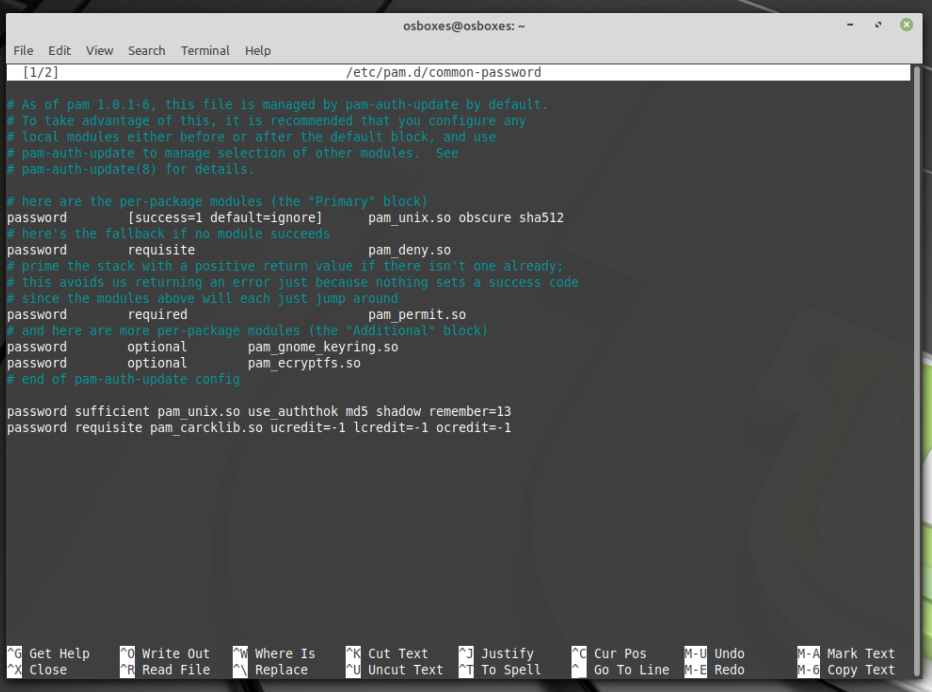 osboxes@osboxes: ~
File Edit View Search Terminal Help
[1/2] /etc/pam.d/common-password
# As of pam 1.0.1-6, this file is managed by pam-auth-update by default.
# To take advantage of this, it is recommended that you configure any
# local modules either before or after the default block, and use
# pam-auth-update to manage selection of other modules.  See
# pam-auth-update(8) for details.
# here are the per-package modules (the "Primary" block)
password [success=1 default=ignore] pam_unix.so obscure sha512
# here's the fallback if no module succeeds
password requisite pam_deny.so
# prime the stack with a positive return value if there isn't one already;
# this avoids us returning an error just because nothing sets a success code
# since the modules above will each just jump around
password required pam_permit.so
# and here are more per-package modules (the "Additional" block)
password optional pam_gnome_keyring.so
password optional pam_ecryptfs.so
# end of pam-auth-update config
password sufficient pam_unix.so use_auththok md5 shadow remember=13
password requisite pam_carcklib.so ucredit=-1 lcredit=-1 ocredit=-1
^G Get Help ^O Write Out ^W Where Is ^K Cut Text ^J Justify ^C Cur Pos M-U Undo M-A Mark Text
^X Close ^R Read File ^\ Replace ^U Uncut Text ^T To Spell ^_ Go To Line M-E Redo M-6 Copy Text